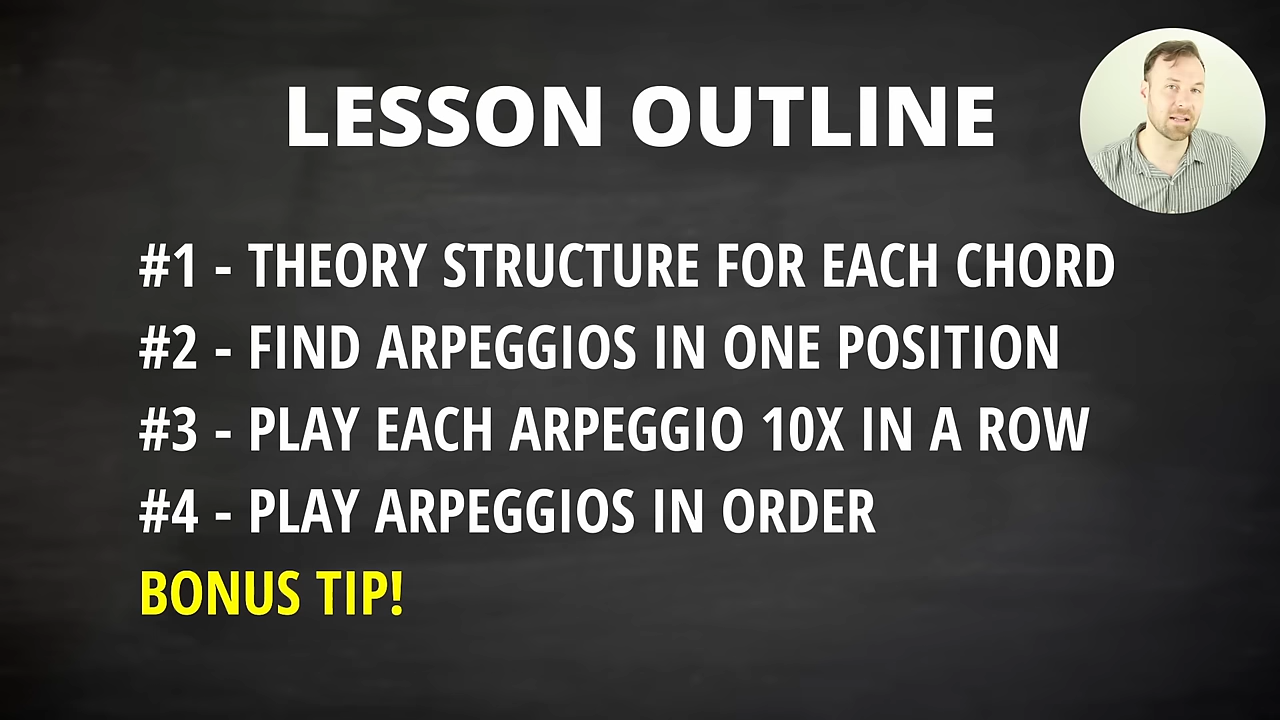 LESSON OUTLINE
#1 - THEORY STRUCTURE FOR EACH CHORD
#2 - FIND ARPEGGIOS IN ONE POSITION
#3 - PLAY EACH ARPEGGIO 10X IN A ROW
#4 - PLAY ARPEGGIOS IN ORDER
BONUS TIP!